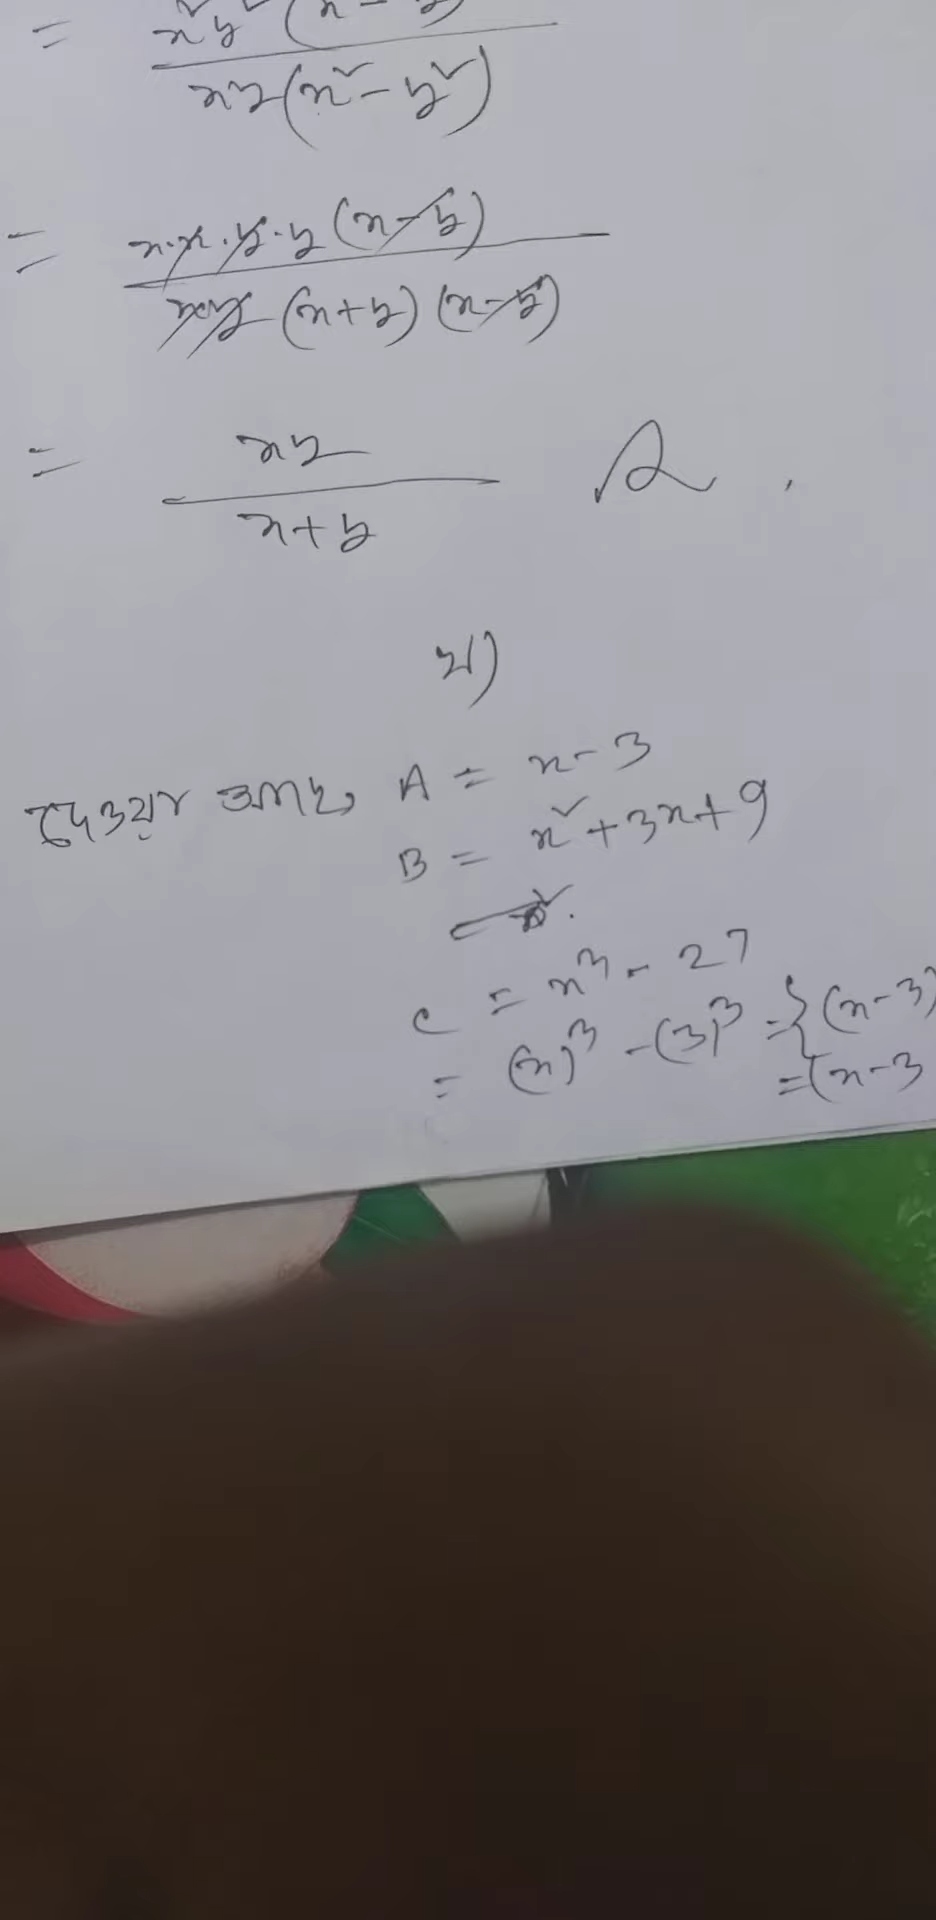 = x²y²(x-y)
xy(x²-y²)
= x.x.y.y(x-y)
xy(x+y)(x-y)
= xy
x+y
খ)
দেওয়া আছে, A = x-3
B = x²+3x+9
C = x³-27
= (x)³-(3)³ = {(x-3)
= (x-3